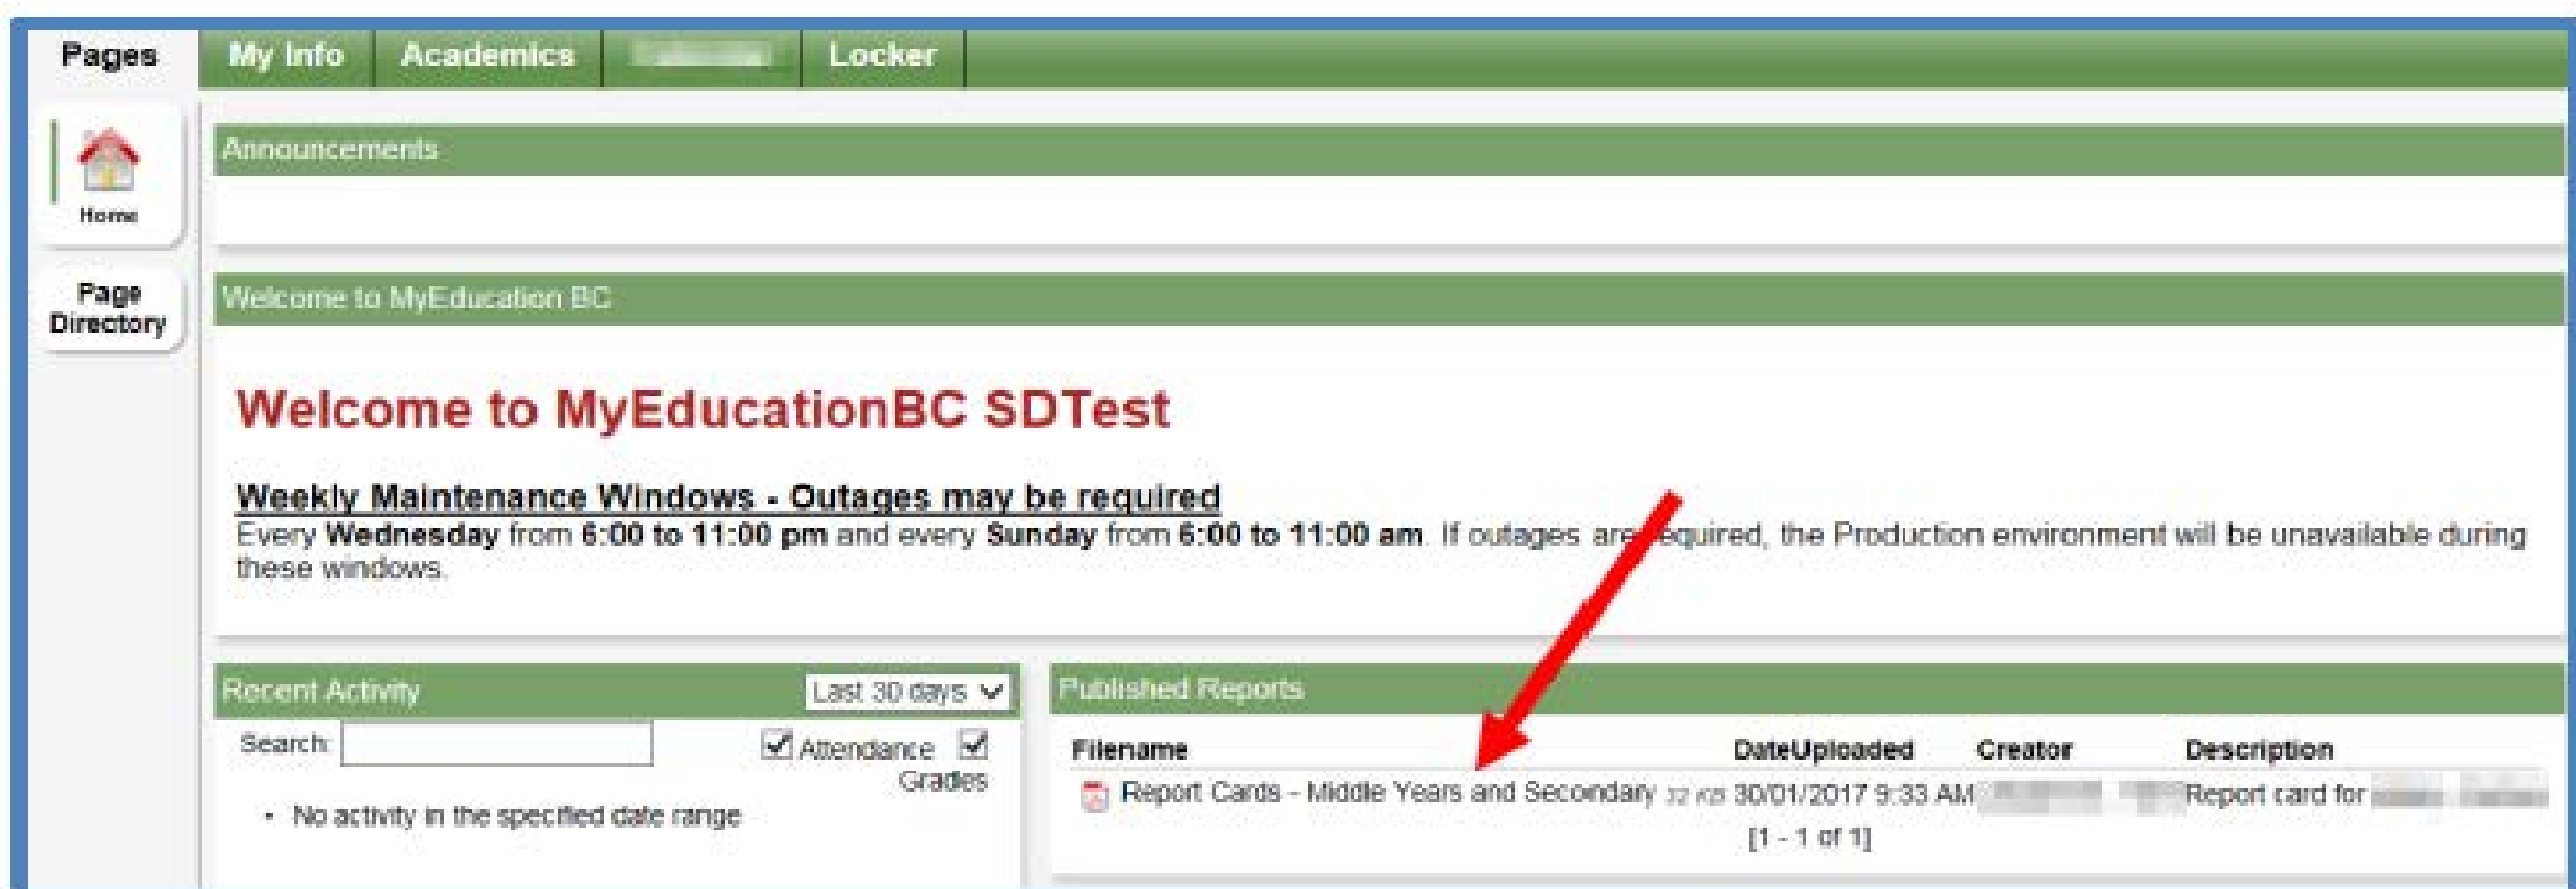 Pages
My Info
Academics
Locker
Home
Page
Directory
Announcements
Welcome to MyEducation BC
Welcome to MyEducationBC SDTest
Weekly Maintenance Windows - Outages may be required
Every Wednesday from 6:00 to 11:00 pm and every Sunday from 6:00 to 11:00 am. If outages are required, the Production environment will be unavailable during
these windows.
Recent Activity
Last 30 days
Search:
Attendance
Grades
• No activity in the specified date range
Published Reports
Filename DateUploaded Creator Description
Report Cards - Middle Years and Secondary 32 KB 30/01/2017 9:33 AM Report card for
[1 - 1 of 1]